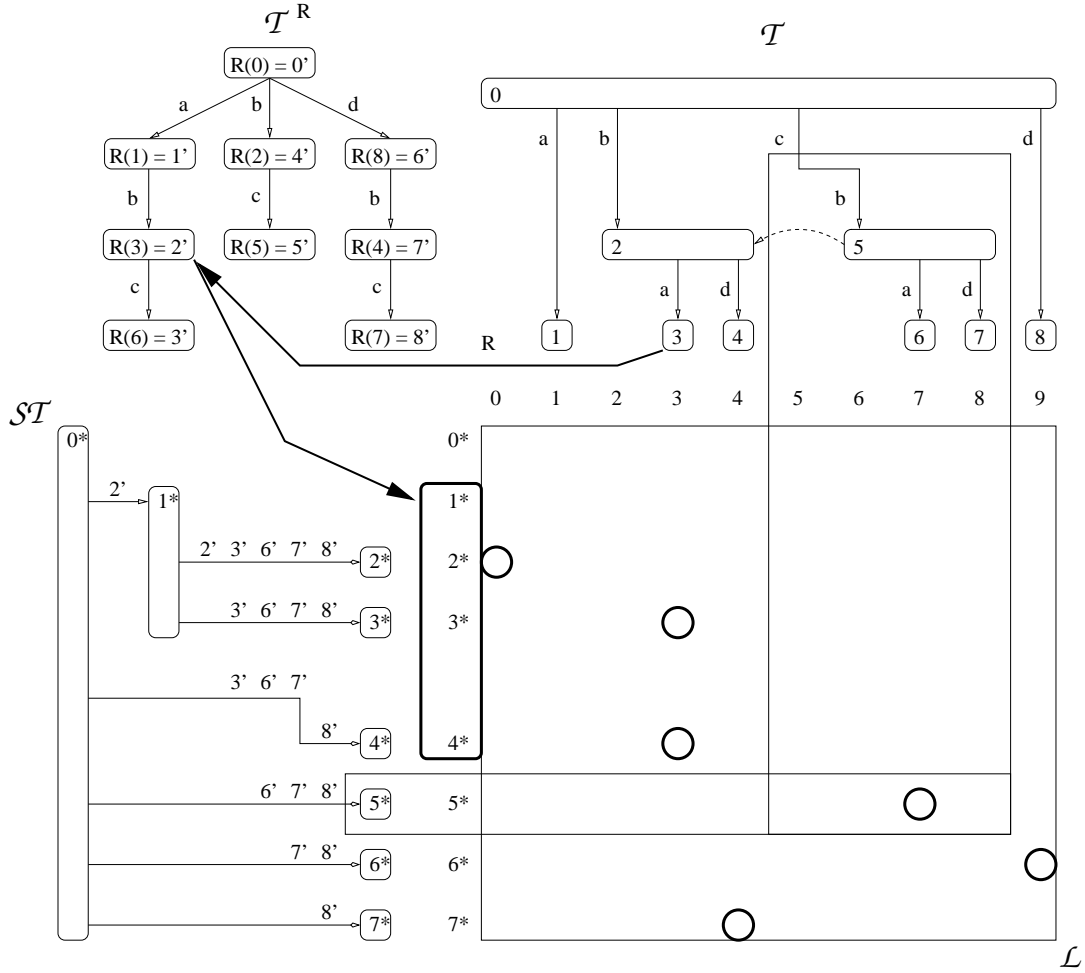 𝒯 R
𝒯
R(0) = 0'
0
a b d
a b c d
R(1) = 1' R(2) = 4' R(8) = 6'
b c b
b
R(3) = 2' R(5) = 5' R(4) = 7'
2 5
c c
a d a d
R(6) = 3' R(7) = 8'
R
1 3 4 6 7 8
0 1 2 3 4 5 6 7 8 9
𝒮𝒯
0* 0*
2'
1* 1*
2' 3' 6' 7' 8'
2* 2*
3' 6' 7' 8'
3* 3*
3' 6' 7'
8'
4* 4*
6' 7' 8'
5* 5*
7' 8'
6* 6*
8'
7* 7*
ℒ